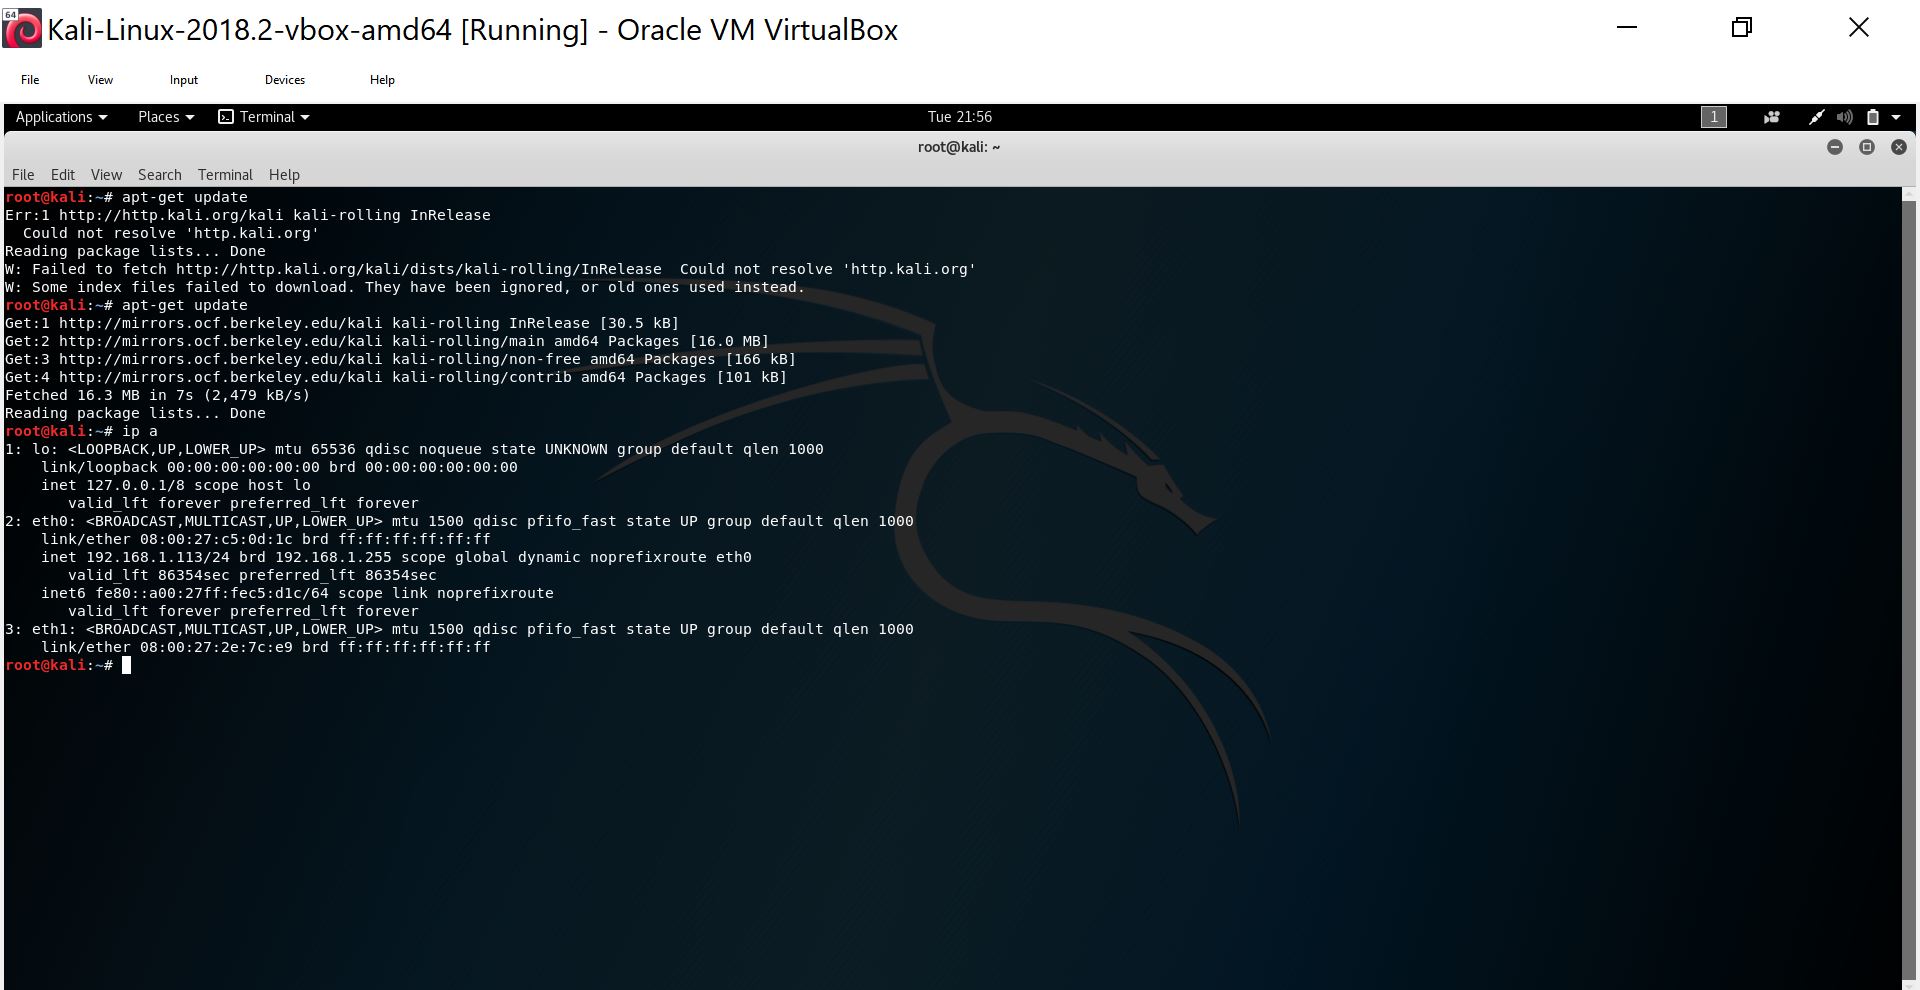 64
Kali-Linux-2018.2-vbox-amd64 [Running] - Oracle VM VirtualBox
File View Input Devices Help
Applications Places Terminal Tue 21:56 1
root@kali: ~
File Edit View Search Terminal Help
root@kali:~# apt-get update
Err:1 http://http.kali.org/kali kali-rolling InRelease
  Could not resolve 'http.kali.org'
Reading package lists... Done
W: Failed to fetch http://http.kali.org/kali/dists/kali-rolling/InRelease  Could not resolve 'http.kali.org'
W: Some index files failed to download. They have been ignored, or old ones used instead.
root@kali:~# apt-get update
Get:1 http://mirrors.ocf.berkeley.edu/kali kali-rolling InRelease [30.5 kB]
Get:2 http://mirrors.ocf.berkeley.edu/kali kali-rolling/main amd64 Packages [16.0 MB]
Get:3 http://mirrors.ocf.berkeley.edu/kali kali-rolling/non-free amd64 Packages [166 kB]
Get:4 http://mirrors.ocf.berkeley.edu/kali kali-rolling/contrib amd64 Packages [101 kB]
Fetched 16.3 MB in 7s (2,479 kB/s)
Reading package lists... Done
root@kali:~# ip a
1: lo: <LOOPBACK,UP,LOWER_UP> mtu 65536 qdisc noqueue state UNKNOWN group default qlen 1000
    link/loopback 00:00:00:00:00:00 brd 00:00:00:00:00:00
    inet 127.0.0.1/8 scope host lo
       valid_lft forever preferred_lft forever
2: eth0: <BROADCAST,MULTICAST,UP,LOWER_UP> mtu 1500 qdisc pfifo_fast state UP group default qlen 1000
    link/ether 08:00:27:c5:0d:1c brd ff:ff:ff:ff:ff:ff
    inet 192.168.1.113/24 brd 192.168.1.255 scope global dynamic noprefixroute eth0
       valid_lft 86354sec preferred_lft 86354sec
    inet6 fe80::a00:27ff:fec5:d1c/64 scope link noprefixroute
       valid_lft forever preferred_lft forever
3: eth1: <BROADCAST,MULTICAST,UP,LOWER_UP> mtu 1500 qdisc pfifo_fast state UP group default qlen 1000
    link/ether 08:00:27:2e:7c:e9 brd ff:ff:ff:ff:ff:ff
root@kali:~#